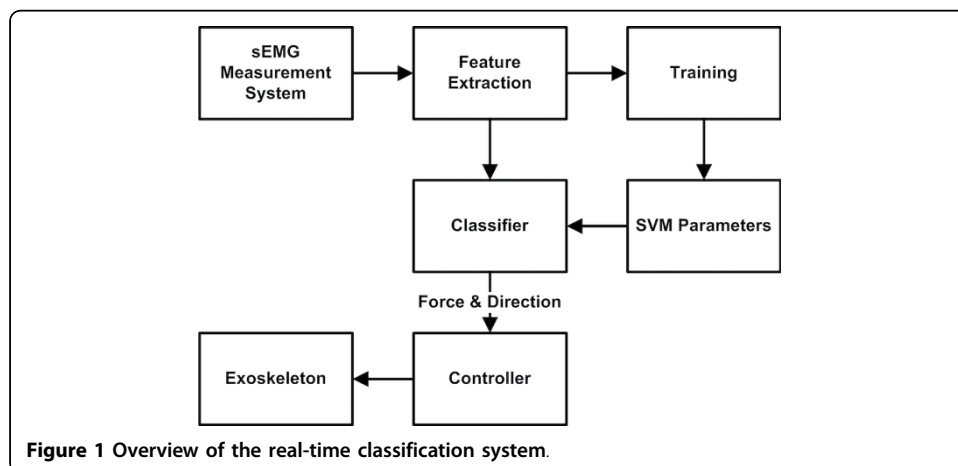 sEMG
Measurement
System
Feature
Extraction
Training
Classifier
SVM Parameters
Force & Direction
Exoskeleton
Controller
Figure 1 Overview of the real-time classification system.